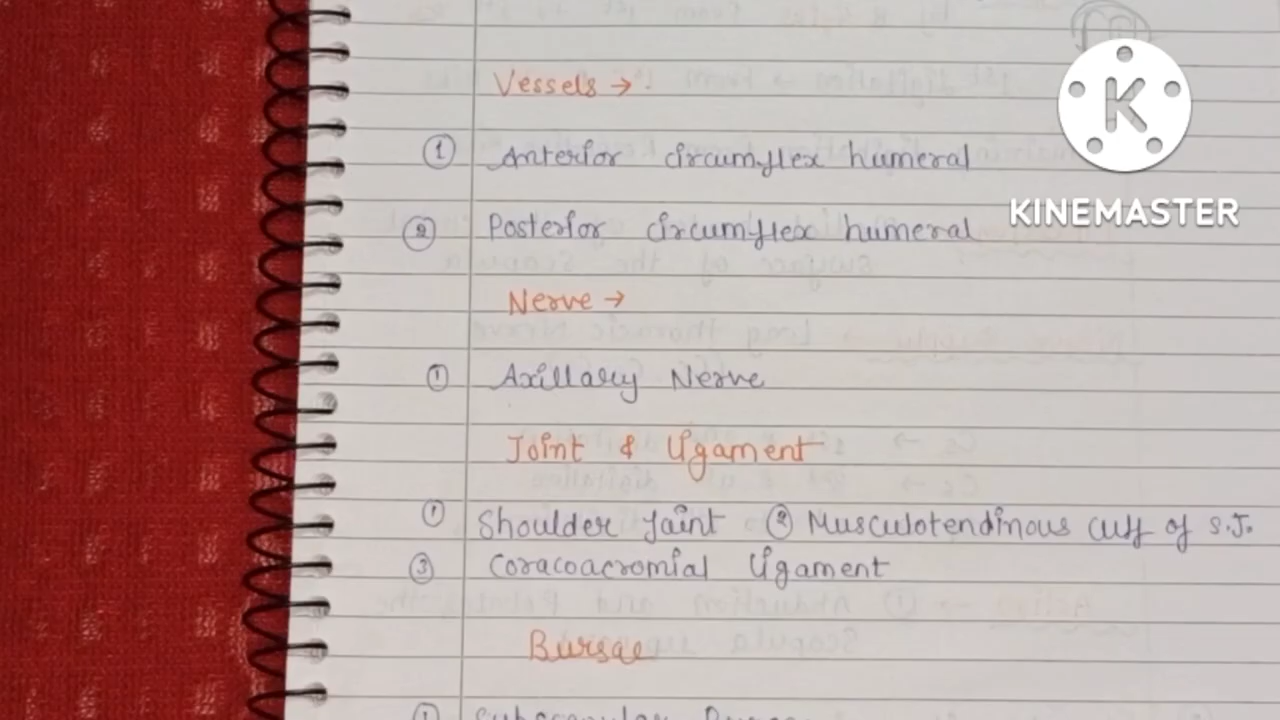 Vessels →
① Anterior circumflex humeral
② Posterior circumflex humeral
Nerve →
① Axillary Nerve
Joint & Ligament
① Shoulder Joint ② Musculotendinous cuff of S.J.
③ Coracoacromial Ligament
Bursae
①
KINEMASTER